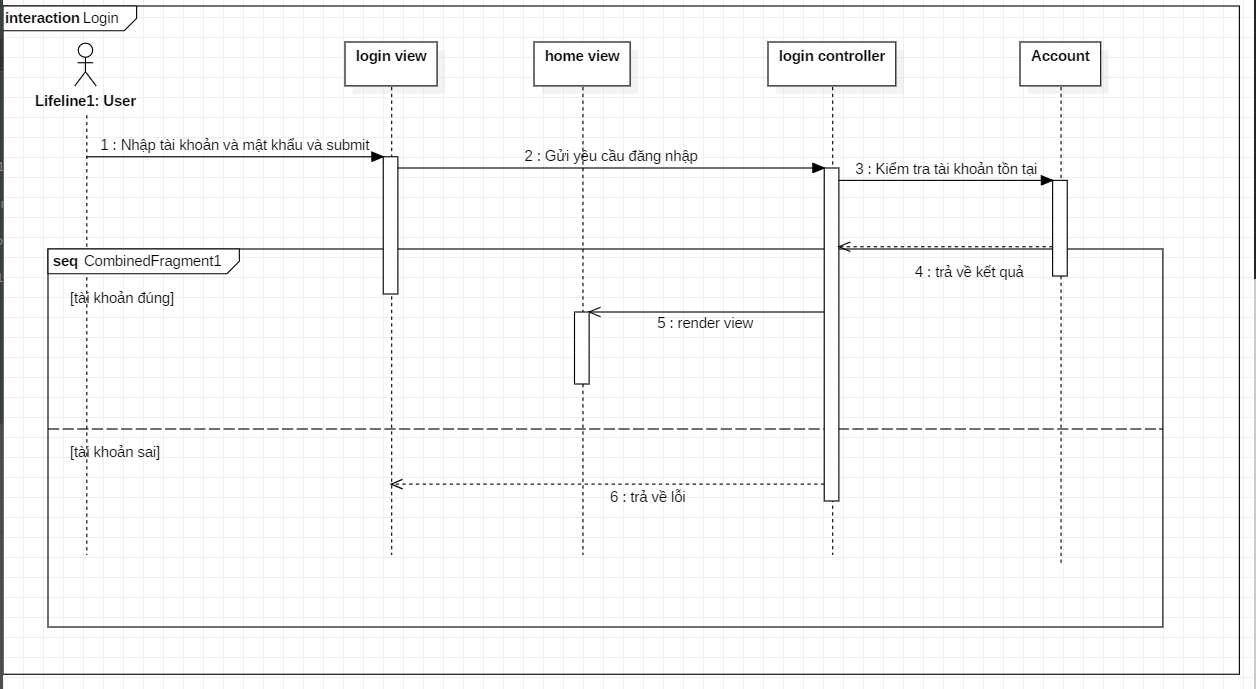 interaction Login
Lifeline1: User
login view
home view
login controller
Account
1 : Nhập tài khoản và mật khẩu và submit
2 : Gửi yêu cầu đăng nhập
3 : Kiểm tra tài khoản tồn tại
seq CombinedFragment1
4 : trả về kết quả
[tài khoản đúng]
5 : render view
[tài khoản sai]
6 : trả về lỗi